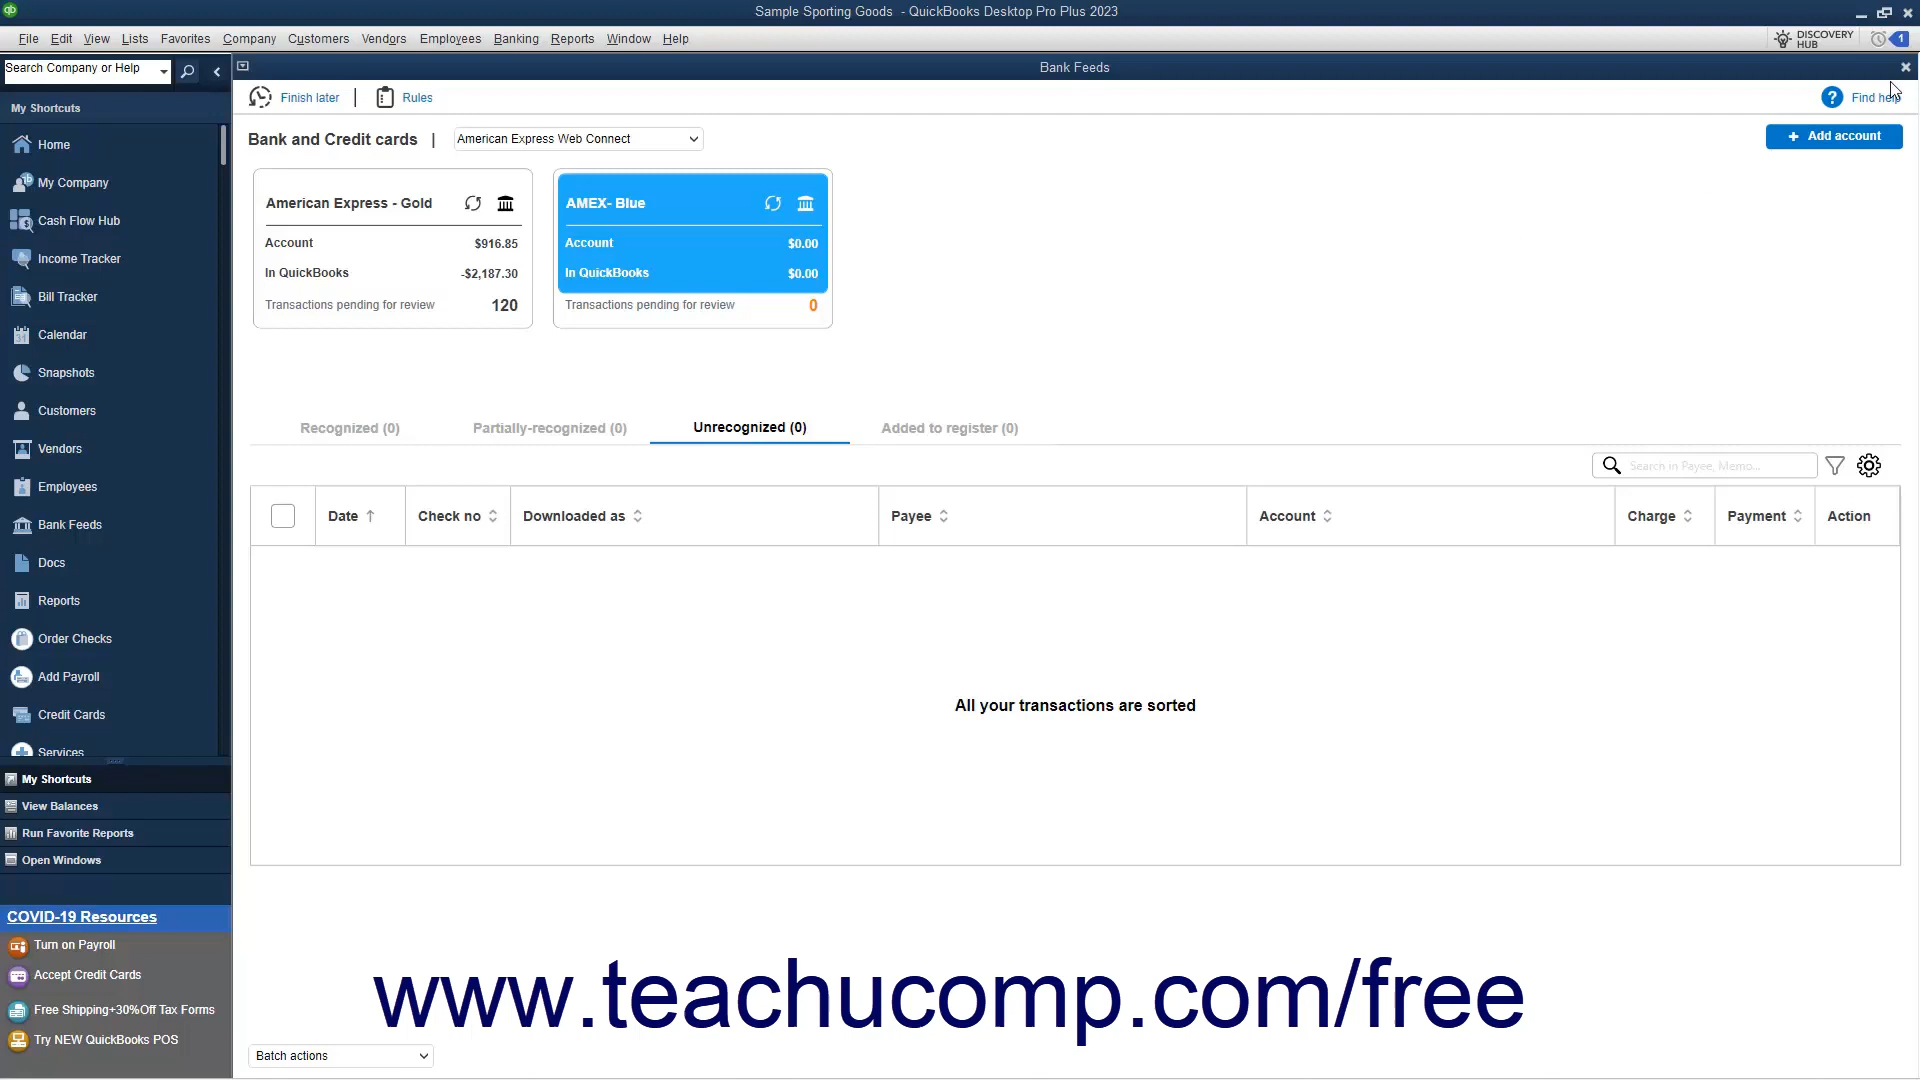 Sample Sporting Goods - QuickBooks Desktop Pro Plus 2023
File Edit View Lists Favorites Company Customers Vendors Employees Banking Reports Window Help
DISCOVERY HUB
1
Search Company or Help
Bank Feeds
My Shortcuts
Home
My Company
Cash Flow Hub
Income Tracker
Bill Tracker
Calendar
Snapshots
Customers
Vendors
Employees
Bank Feeds
Docs
Reports
Order Checks
Add Payroll
Credit Cards
Services
My Shortcuts
View Balances
Run Favorite Reports
Open Windows
COVID-19 Resources
Turn on Payroll
Accept Credit Cards
Free Shipping+30%Off Tax Forms
Try NEW QuickBooks POS
Finish later | Rules
? Find help
Bank and Credit cards | American Express Web Connect
+ Add account
American Express - Gold
Account $916.85
In QuickBooks -$2,187.30
Transactions pending for review 120
AMEX- Blue
Account $0.00
In QuickBooks $0.00
Transactions pending for review 0
Recognized (0) Partially-recognized (0) Unrecognized (0) Added to register (0)
Search in Payee, Memo...
Date Check no Downloaded as Payee Account Charge Payment Action
All your transactions are sorted
www.teachucomp.com/free
Batch actions